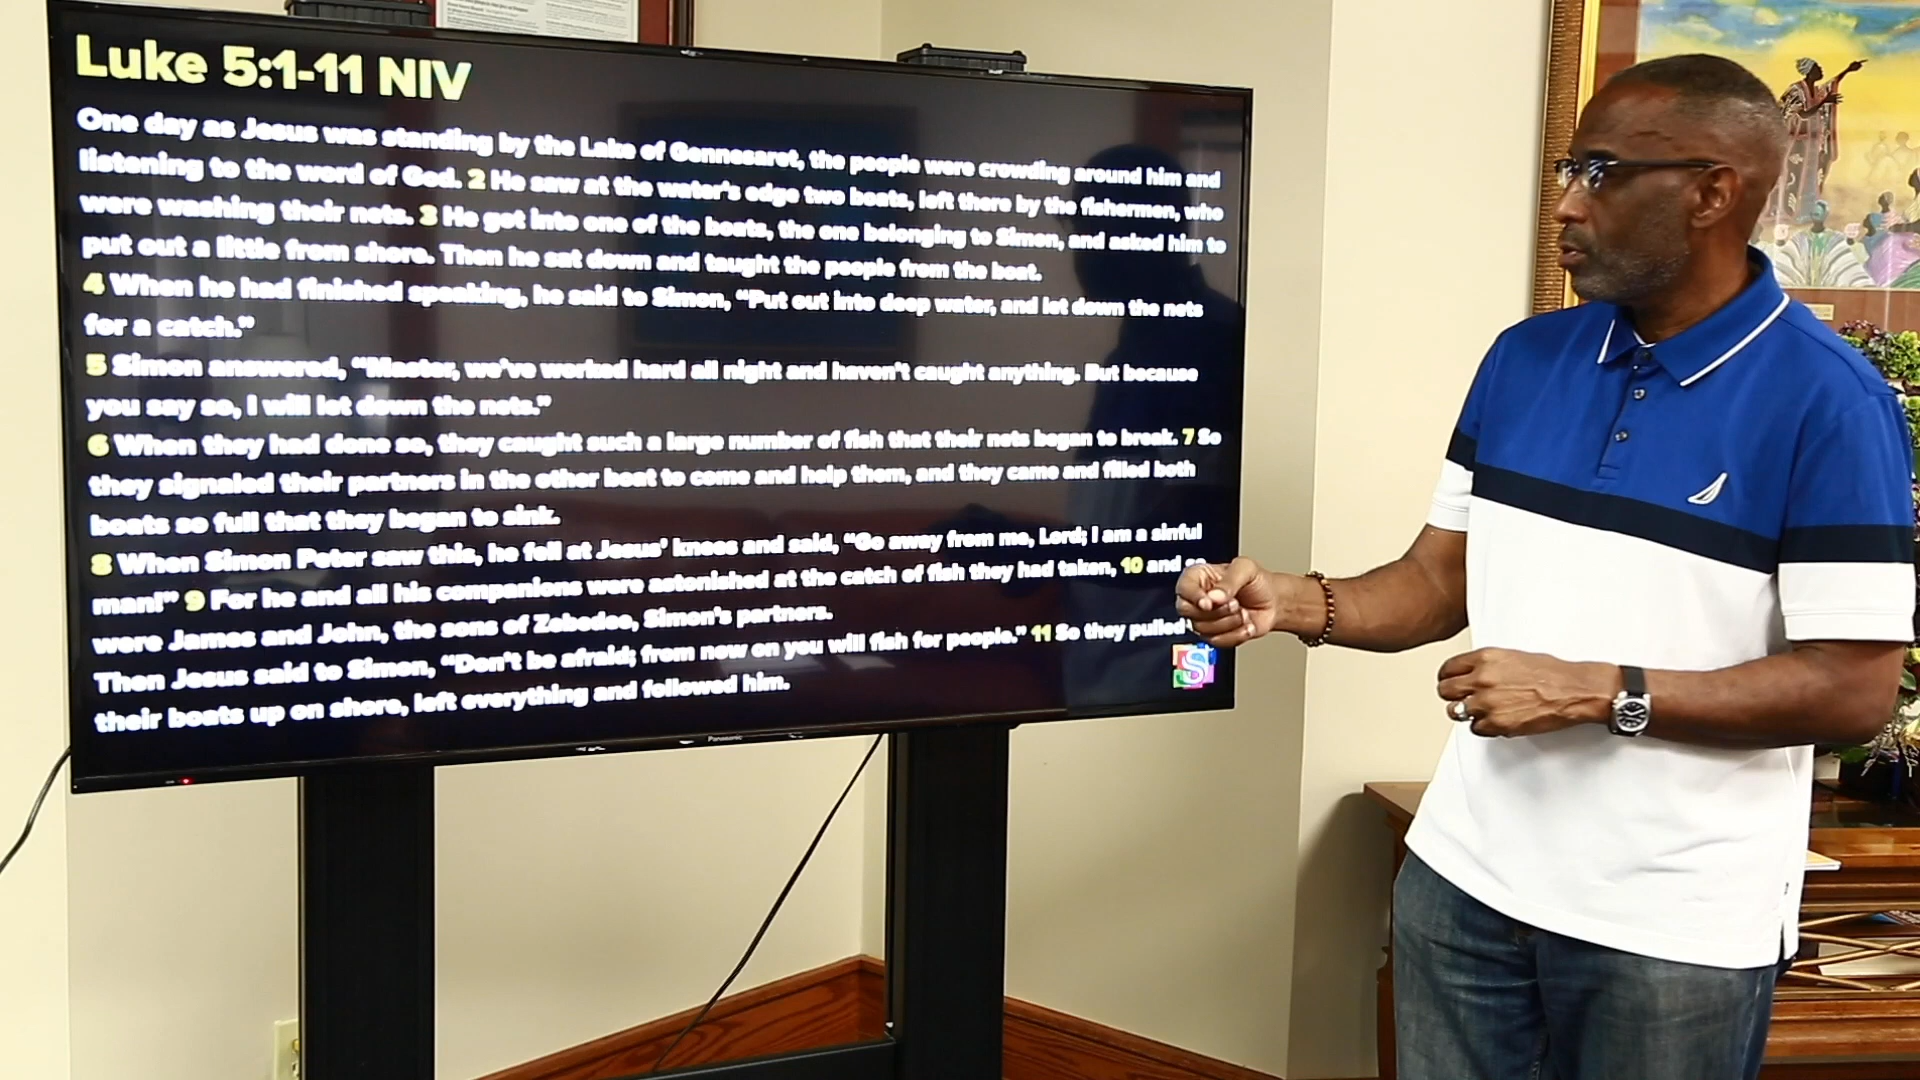 Luke 5:1-11 NIV
One day as Jesus was standing by the Lake of Gennesaret, the people were crowding around him and
listening to the word of God. 2 He saw at the water's edge two boats, left there by the fishermen, who
were washing their nets. 3 He got into one of the boats, the one belonging to Simon, and asked him to
put out a little from shore. Then he sat down and taught the people from the boat.
4 When he had finished speaking, he said to Simon, “Put out into deep water, and let down the nets
for a catch.”
5 Simon answered, “Master, we've worked hard all night and haven't caught anything. But because
you say so, I will let down the nets.”
6 When they had done so, they caught such a large number of fish that their nets began to break. 7 So
they signaled their partners in the other boat to come and help them, and they came and filled both
boats so full that they began to sink.
8 When Simon Peter saw this, he fell at Jesus' knees and said, “Go away from me, Lord; I am a sinful
man!” 9 For he and all his companions were astonished at the catch of fish they had taken, 10 and so
were James and John, the sons of Zebedee, Simon's partners.
Then Jesus said to Simon, “Don't be afraid; from now on you will fish for people.” 11 So they pulled
their boats up on shore, left everything and followed him.
S
Panasonic